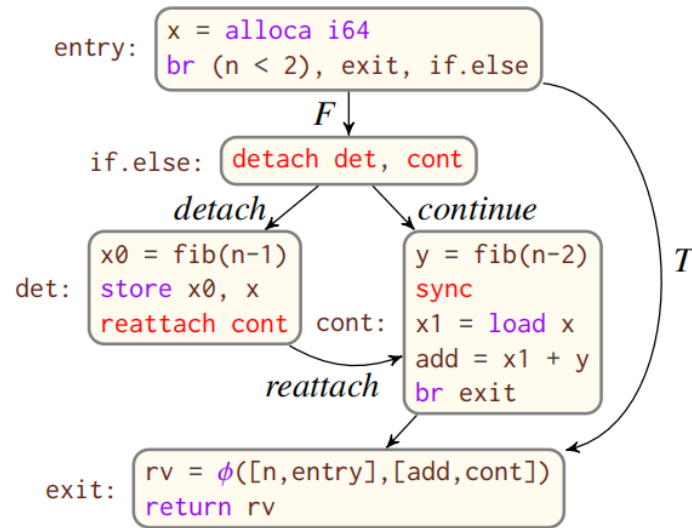 entry:
x = alloca i64
br (n < 2), exit, if.else
F
T
if.else:
detach det, cont
detach
continue
det:
x0 = fib(n-1)
store x0, x
reattach cont
reattach
cont:
y = fib(n-2)
sync
x1 = load x
add = x1 + y
br exit
exit:
rv = ϕ([n,entry],[add,cont])
return rv